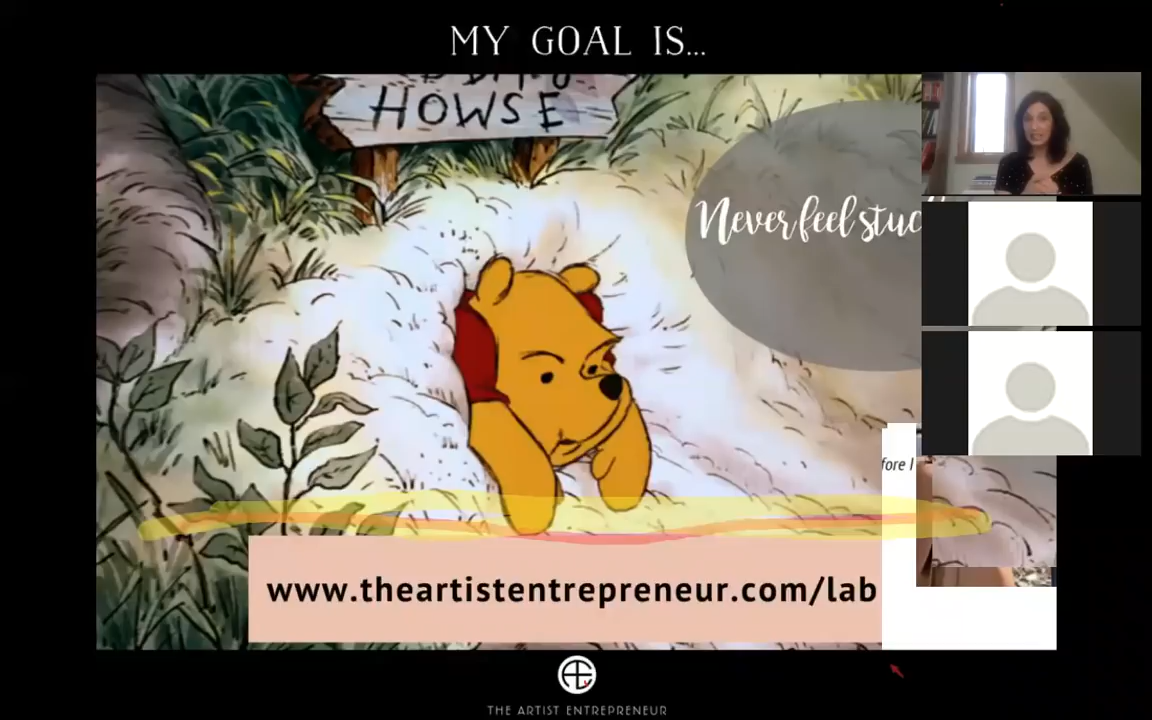 MY GOAL IS...
HOWSE
Never feel stuc
fore I
www.theartistentrepreneur.com/lab
THE ARTIST ENTREPRENEUR